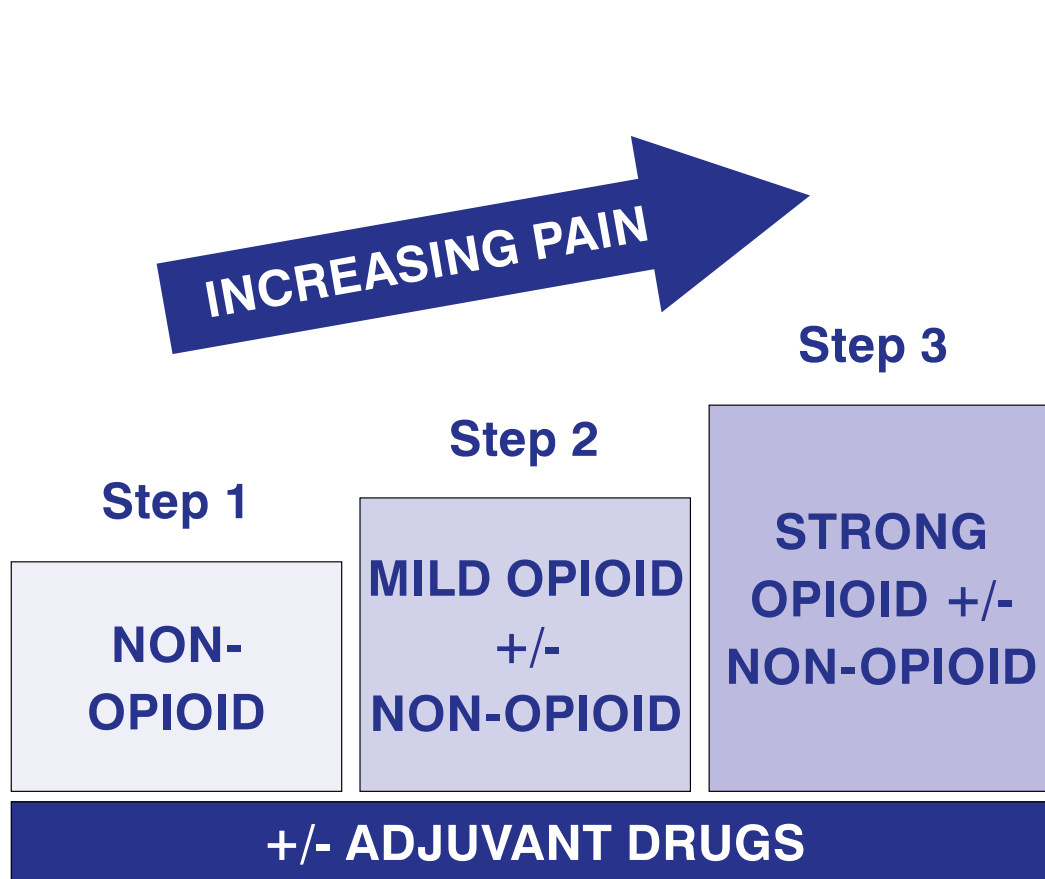 INCREASING PAIN
Step 1
NON-
OPIOID
Step 2
MILD OPIOID
+/-
NON-OPIOID
Step 3
STRONG
OPIOID +/-
NON-OPIOID
+/- ADJUVANT DRUGS